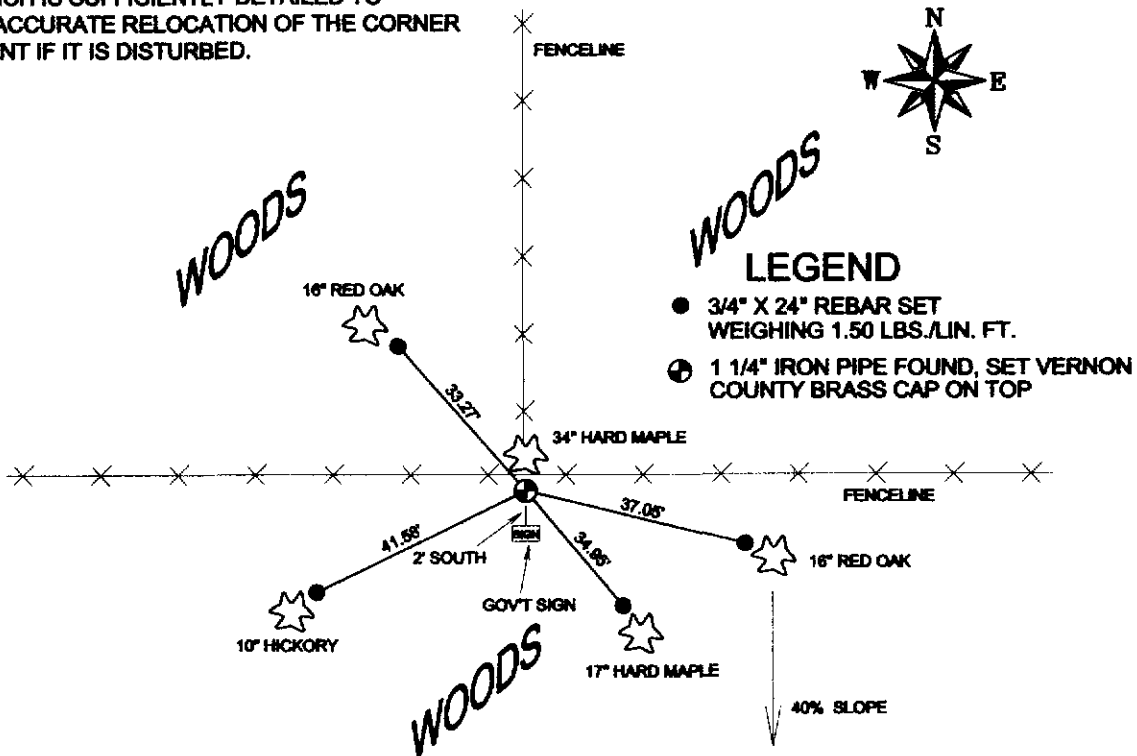 ACCURATE RELOCATION OF THE CORNER
NT IF IT IS DISTURBED.
FENCELINE
N
W E
S
WOODS
WOODS
LEGEND
3/4" X 24" REBAR SET
WEIGHING 1.50 LBS./LIN. FT.
1 1/4" IRON PIPE FOUND, SET VERNON
COUNTY BRASS CAP ON TOP
16" RED OAK
33.27'
34" HARD MAPLE
FENCELINE
37.05'
41.58'
2' SOUTH
SIGN
34.95'
16" RED OAK
GOV'T SIGN
10" HICKORY
17" HARD MAPLE
WOODS
40% SLOPE